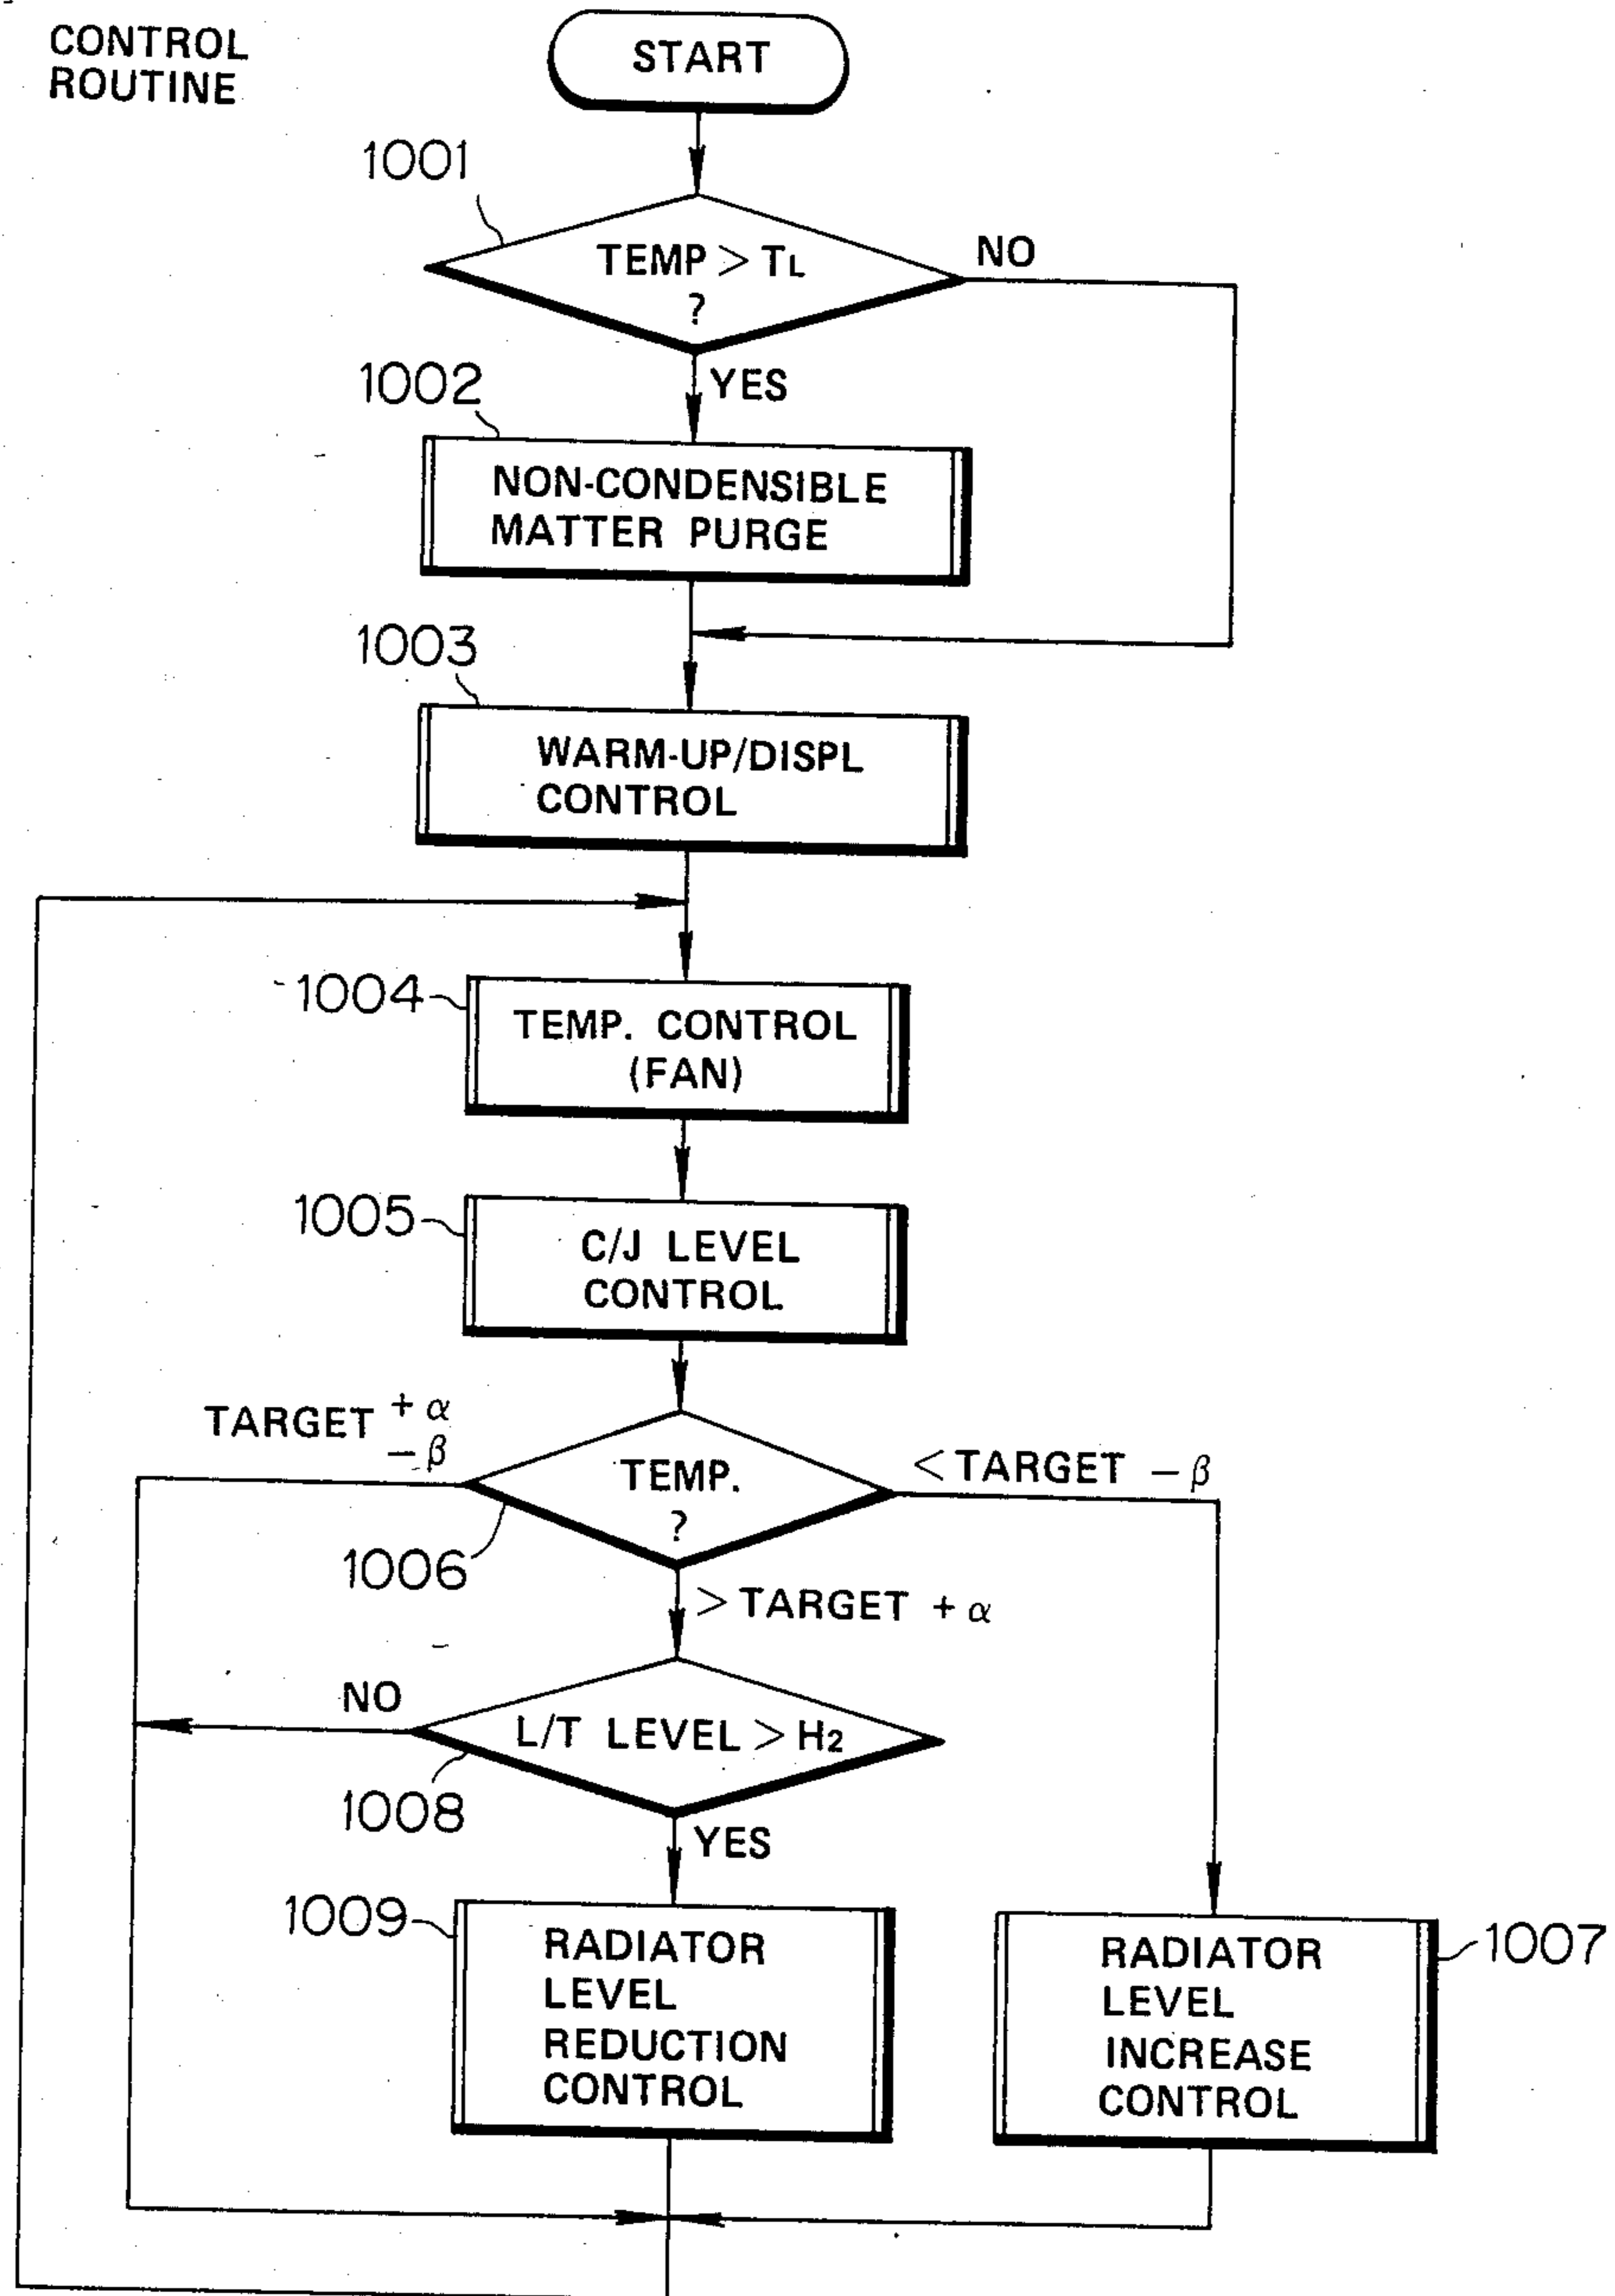 CONTROL
ROUTINE
START
1001
TEMP > TL
?
NO
YES
1002
NON-CONDENSIBLE
MATTER PURGE
1003
WARM-UP/DISPL
CONTROL
1004
TEMP. CONTROL
(FAN)
1005
C/J LEVEL
CONTROL
TARGET + α
− β
TEMP.
?
< TARGET − β
1006
> TARGET + α
NO
L/T LEVEL > H2
1008
YES
1009
RADIATOR
LEVEL
REDUCTION
CONTROL
RADIATOR
LEVEL
INCREASE
CONTROL
1007